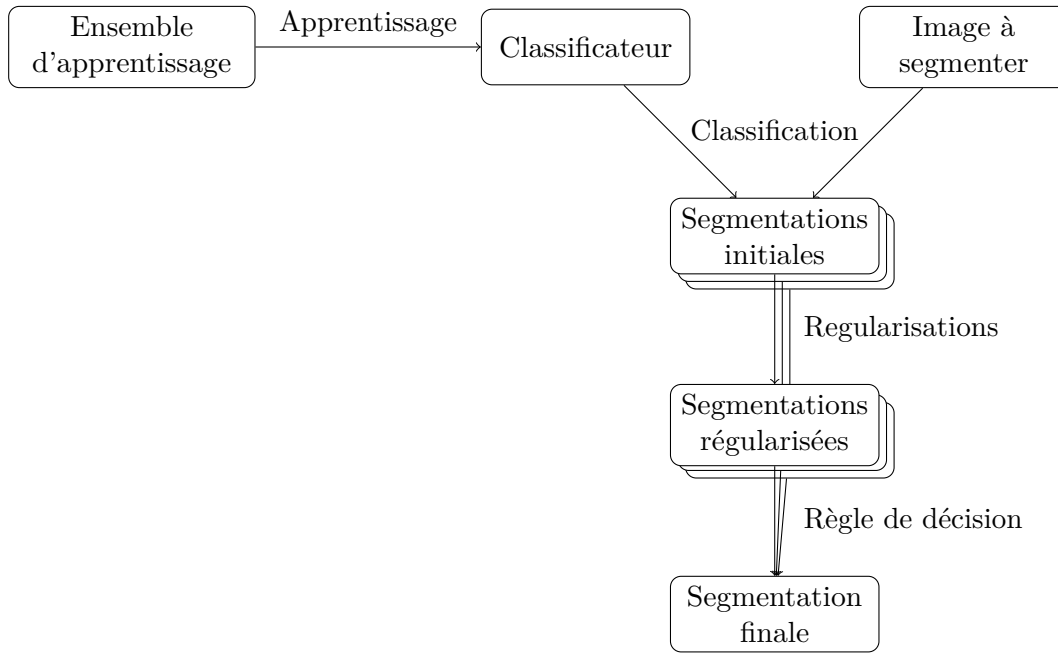 Ensemble
d'apprentissage
Apprentissage
Classificateur
Image à
segmenter
Classification
Segmentations
initiales
Regularisations
Segmentations
régularisées
Règle de décision
Segmentation
finale